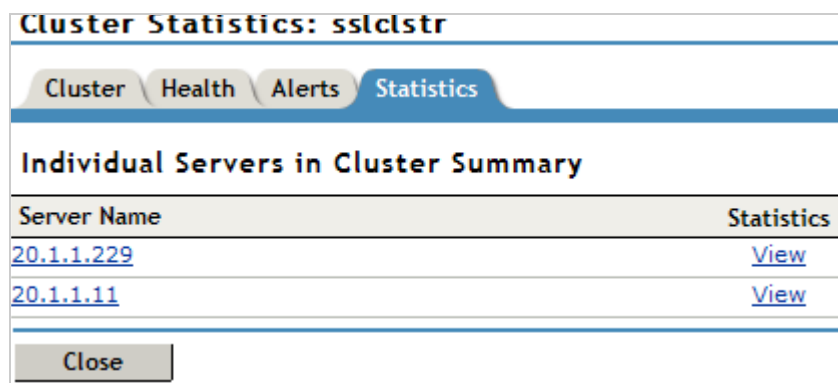 Cluster Statistics: sslclstr
Cluster Health Alerts Statistics
Individual Servers in Cluster Summary
Server Name Statistics
20.1.1.229 View
20.1.1.11 View
Close